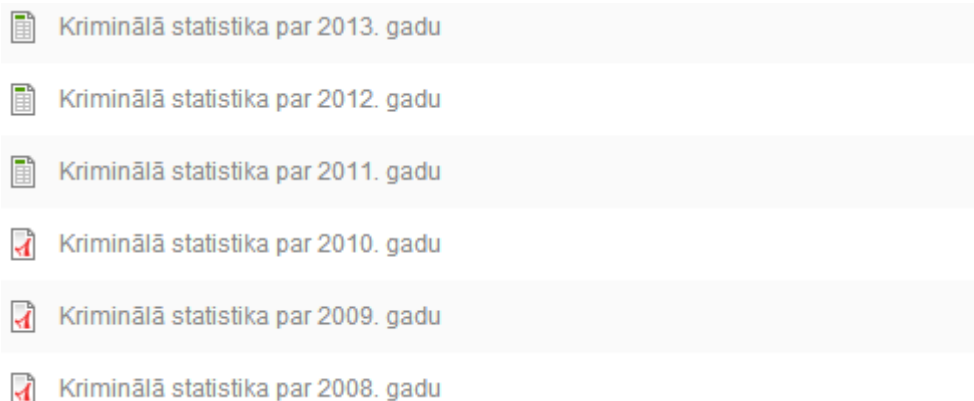 Kriminālā statistika par 2013. gadu
Kriminālā statistika par 2012. gadu
Kriminālā statistika par 2011. gadu
Kriminālā statistika par 2010. gadu
Kriminālā statistika par 2009. gadu
Kriminālā statistika par 2008. gadu